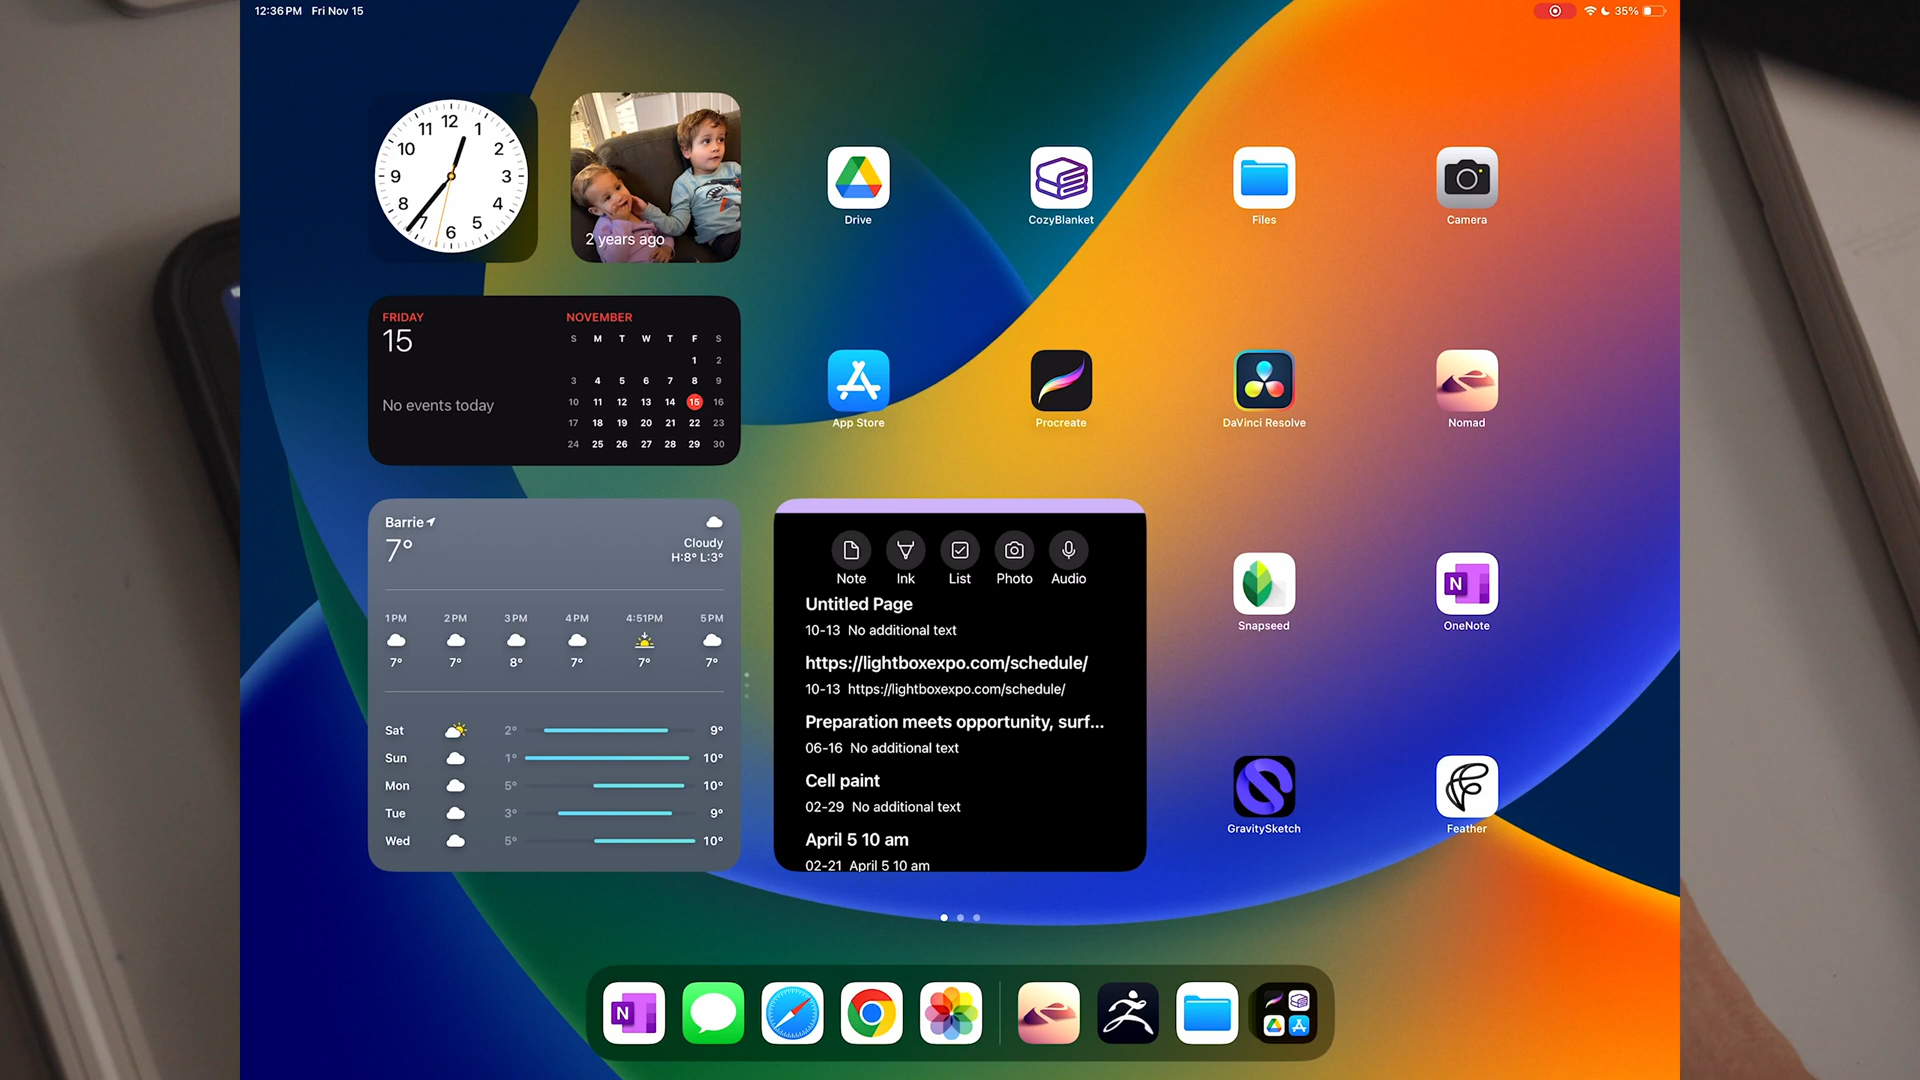 12:36 PM Fri Nov 15
35%
12
11 1
10 2
9 3
8 4
7 5
6
2 years ago
Drive
CozyBlanket
Files
Camera
FRIDAY
15
No events today
NOVEMBER
S M T W T F S
1 2
3 4 5 6 7 8 9
10 11 12 13 14 15 16
17 18 19 20 21 22 23
24 25 26 27 28 29 30
App Store
Procreate
DaVinci Resolve
Nomad
Barrie
7°
Cloudy
H:8° L:3°
1PM 2PM 3PM 4PM 4:51PM 5PM
7° 7° 8° 7° 7° 7°
Sat 2° 9°
Sun 1° 10°
Mon 5° 10°
Tue 3° 9°
Wed 5° 10°
Note Ink List Photo Audio
Untitled Page
10-13 No additional text
https://lightboxexpo.com/schedule/
10-13 https://lightboxexpo.com/schedule/
Preparation meets opportunity, surf...
06-16 No additional text
Cell paint
02-29 No additional text
April 5 10 am
02-21 April 5 10 am
Snapseed
N
OneNote
GravitySketch
Feather
N